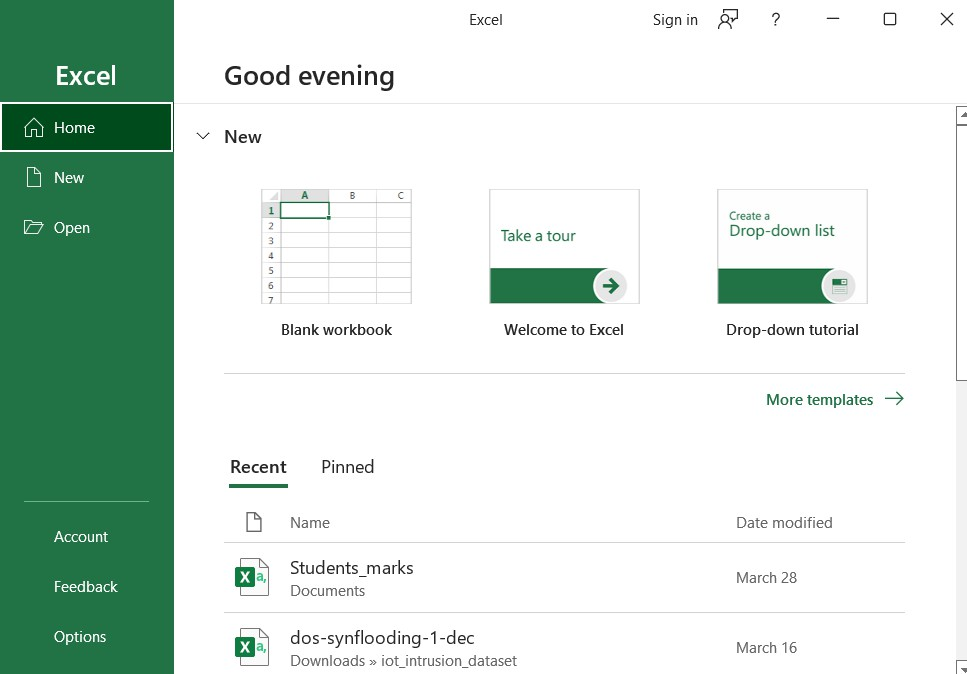 Excel
Sign in
?
Excel
Good evening
Home
New
Open
New
A B C
1
2
3
4
5
6
7
Blank workbook
Take a tour
Welcome to Excel
Create a
Drop-down list
Drop-down tutorial
More templates
Recent Pinned
Name Date modified
X a,
Students_marks
Documents
March 28
X a,
dos-synflooding-1-dec
Downloads » iot_intrusion_dataset
March 16
Account
Feedback
Options